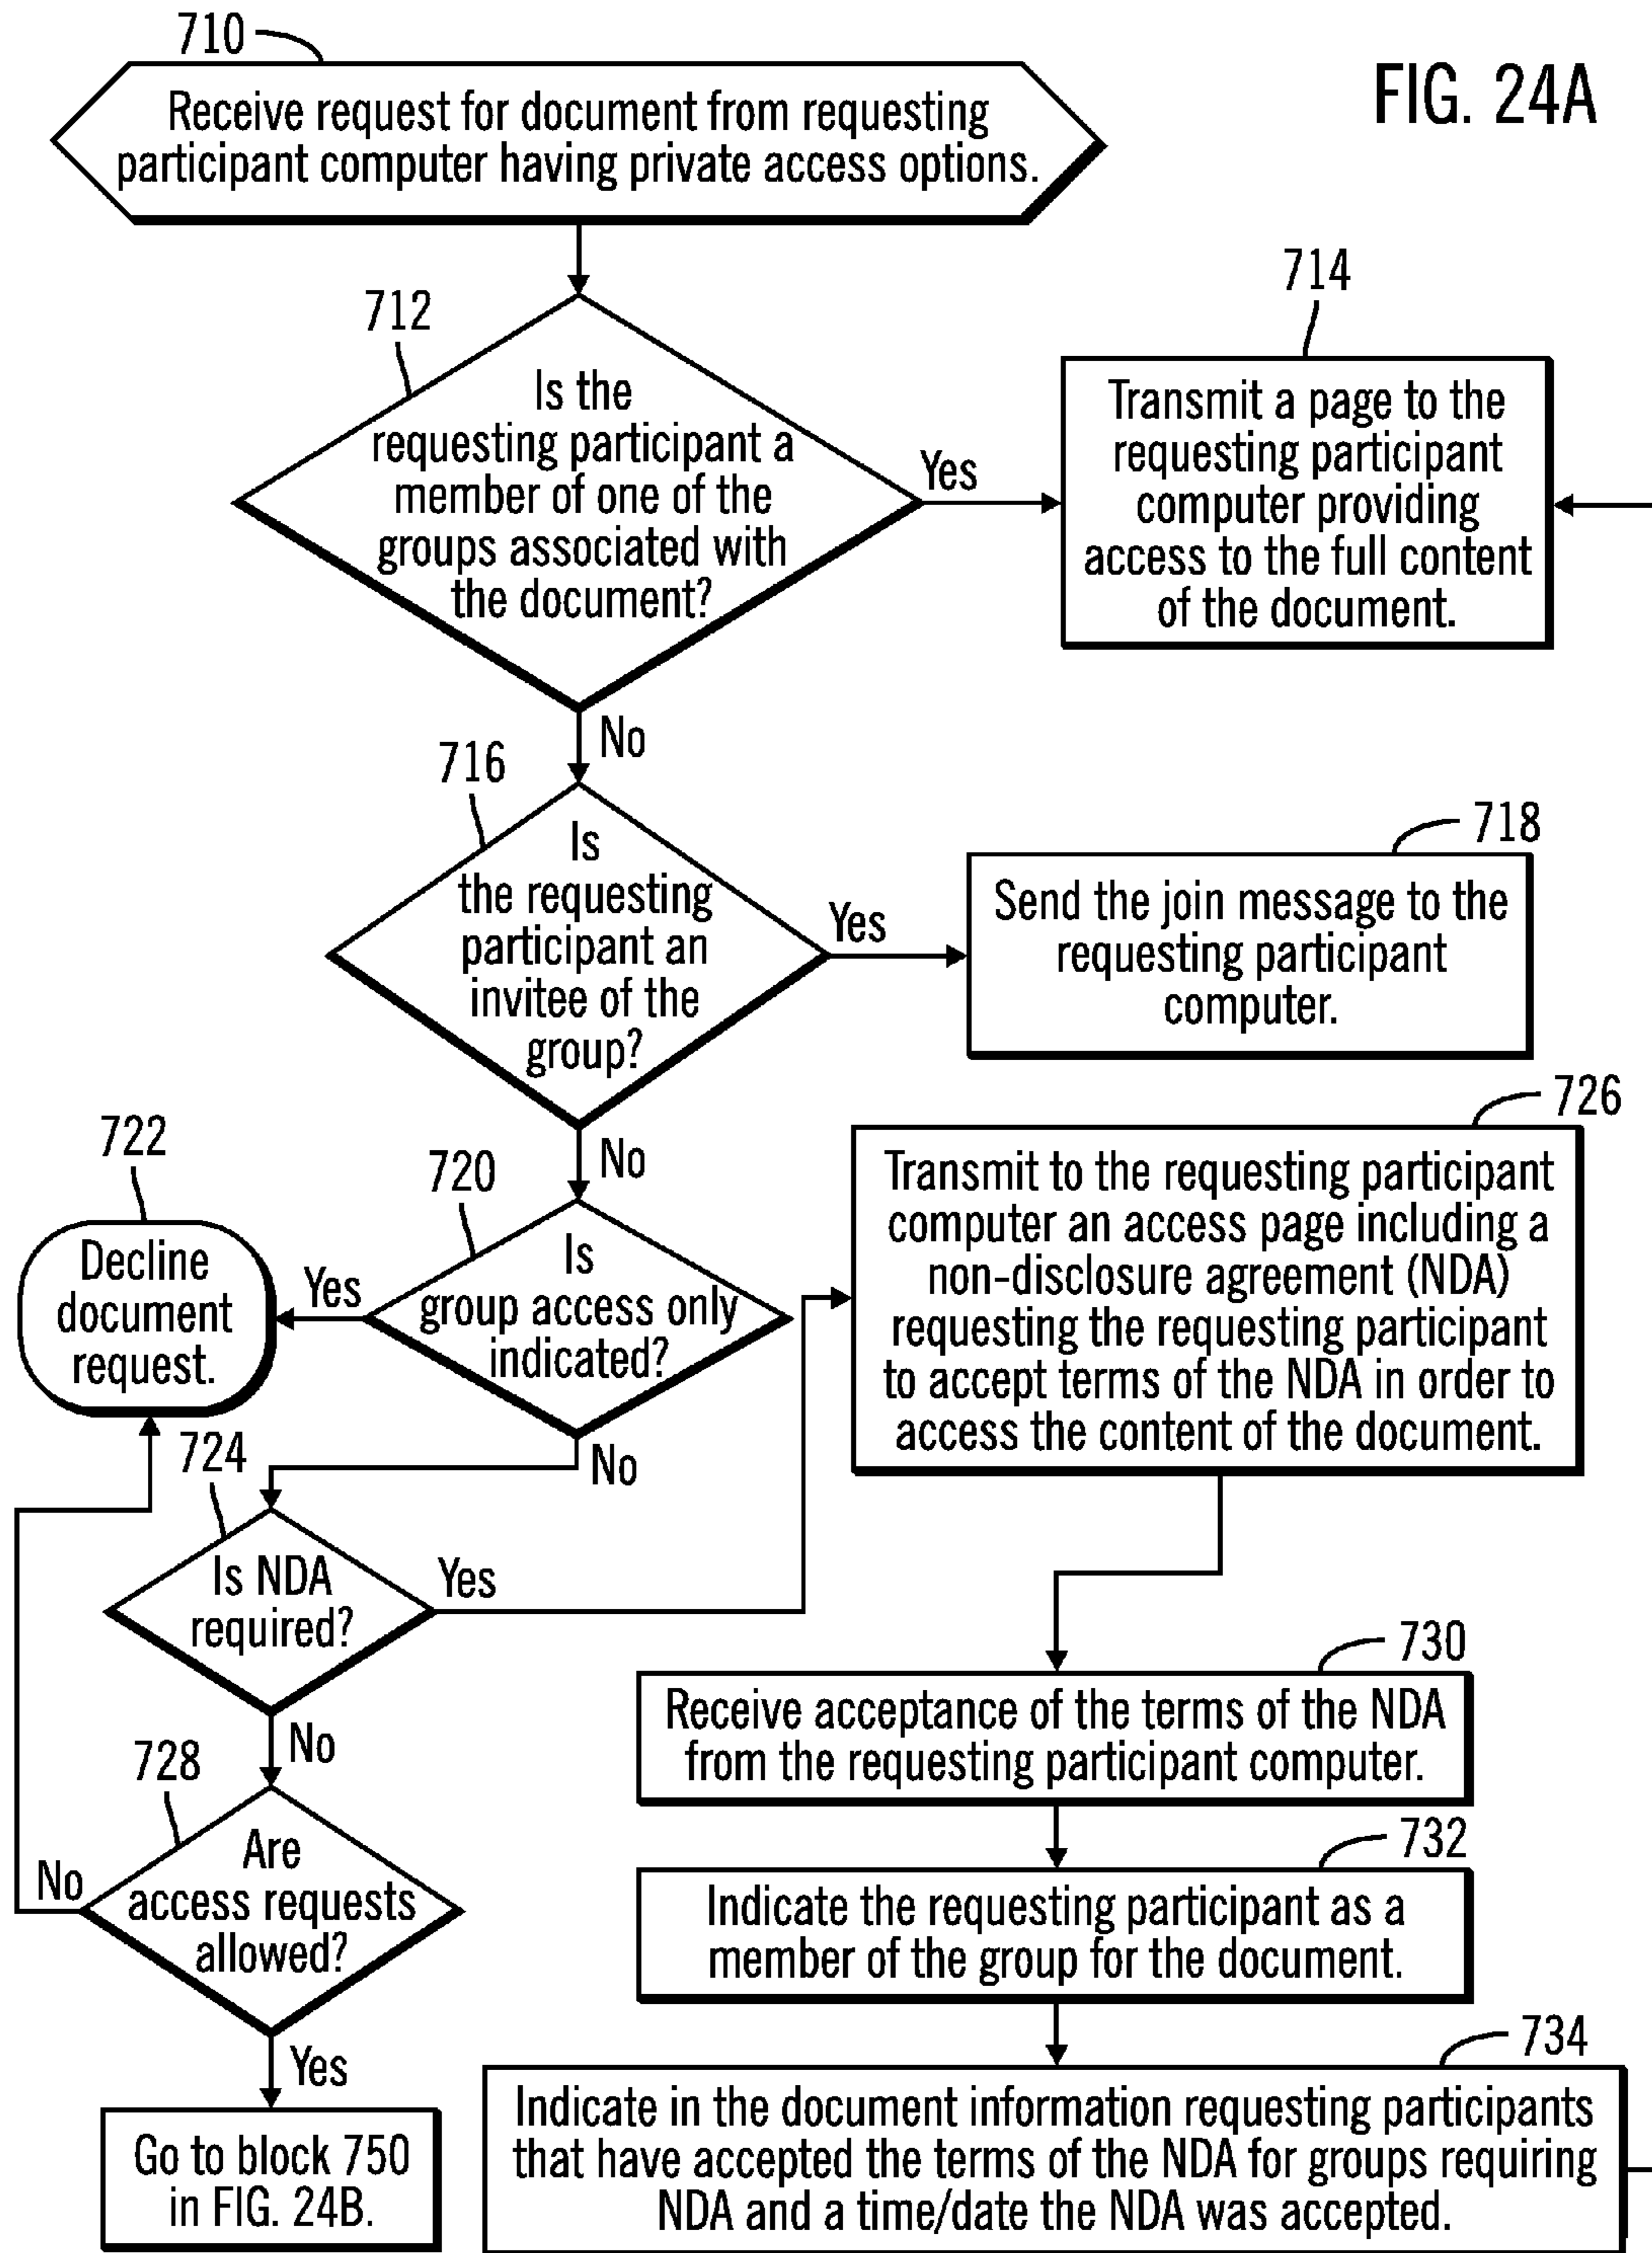 710
FIG. 24A
Receive request for document from requesting
participant computer having private access options.
712
Is the
requesting participant a
member of one of the
groups associated with
the document?
Yes
714
Transmit a page to the
requesting participant
computer providing
access to the full content
of the document.
No
716
Is
the requesting
participant an
invitee of the
group?
Yes
718
Send the join message to the
requesting participant
computer.
No
720
Is
group access only
indicated?
Yes
722
Decline
document
request.
No
724
Is NDA
required?
Yes
726
Transmit to the requesting participant
computer an access page including a
non-disclosure agreement (NDA)
requesting the requesting participant
to accept terms of the NDA in order to
access the content of the document.
No
728
Are
access requests
allowed?
No
Yes
Go to block 750
in FIG. 24B.
730
Receive acceptance of the terms of the NDA
from the requesting participant computer.
732
Indicate the requesting participant as a
member of the group for the document.
734
Indicate in the document information requesting participants
that have accepted the terms of the NDA for groups requiring
NDA and a time/date the NDA was accepted.